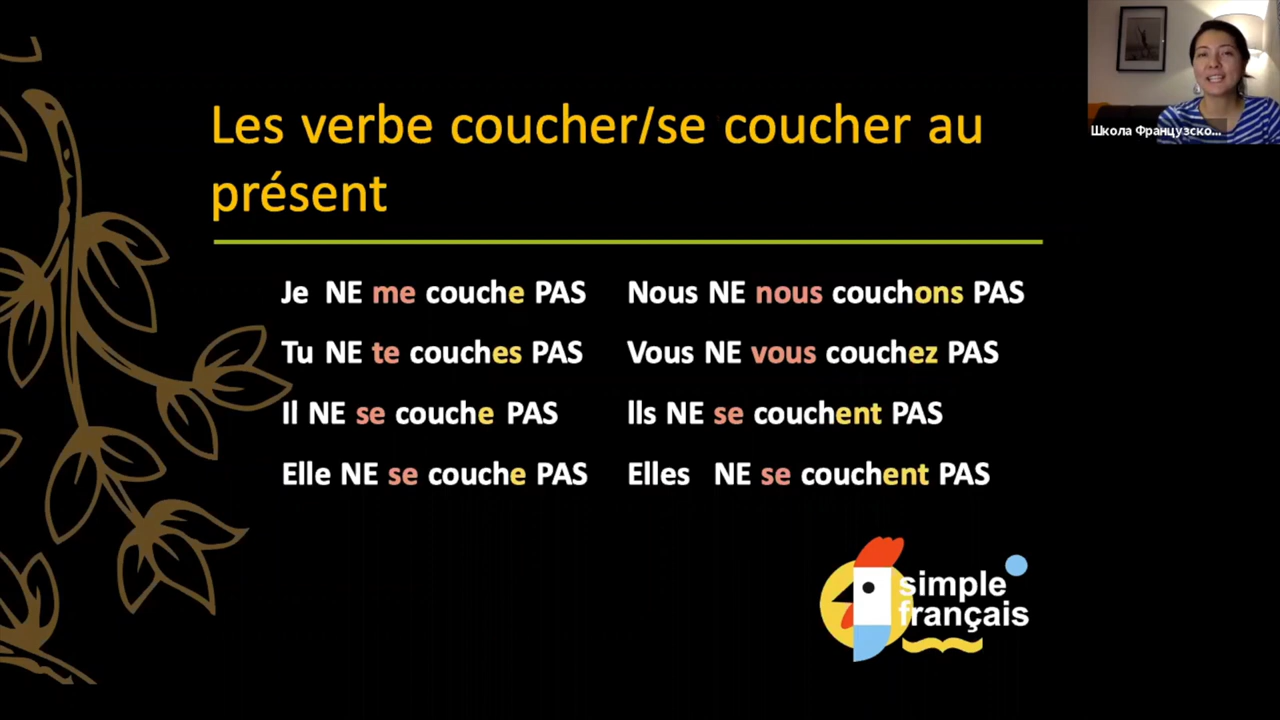 Les verbe coucher/se coucher au
présent
Je NE me couche PAS
Tu NE te couches PAS
Il NE se couche PAS
Elle NE se couche PAS
Nous NE nous couchons PAS
Vous NE vous couchez PAS
Ils NE se couchent PAS
Elles NE se couchent PAS
simple
français
Школа Французско...